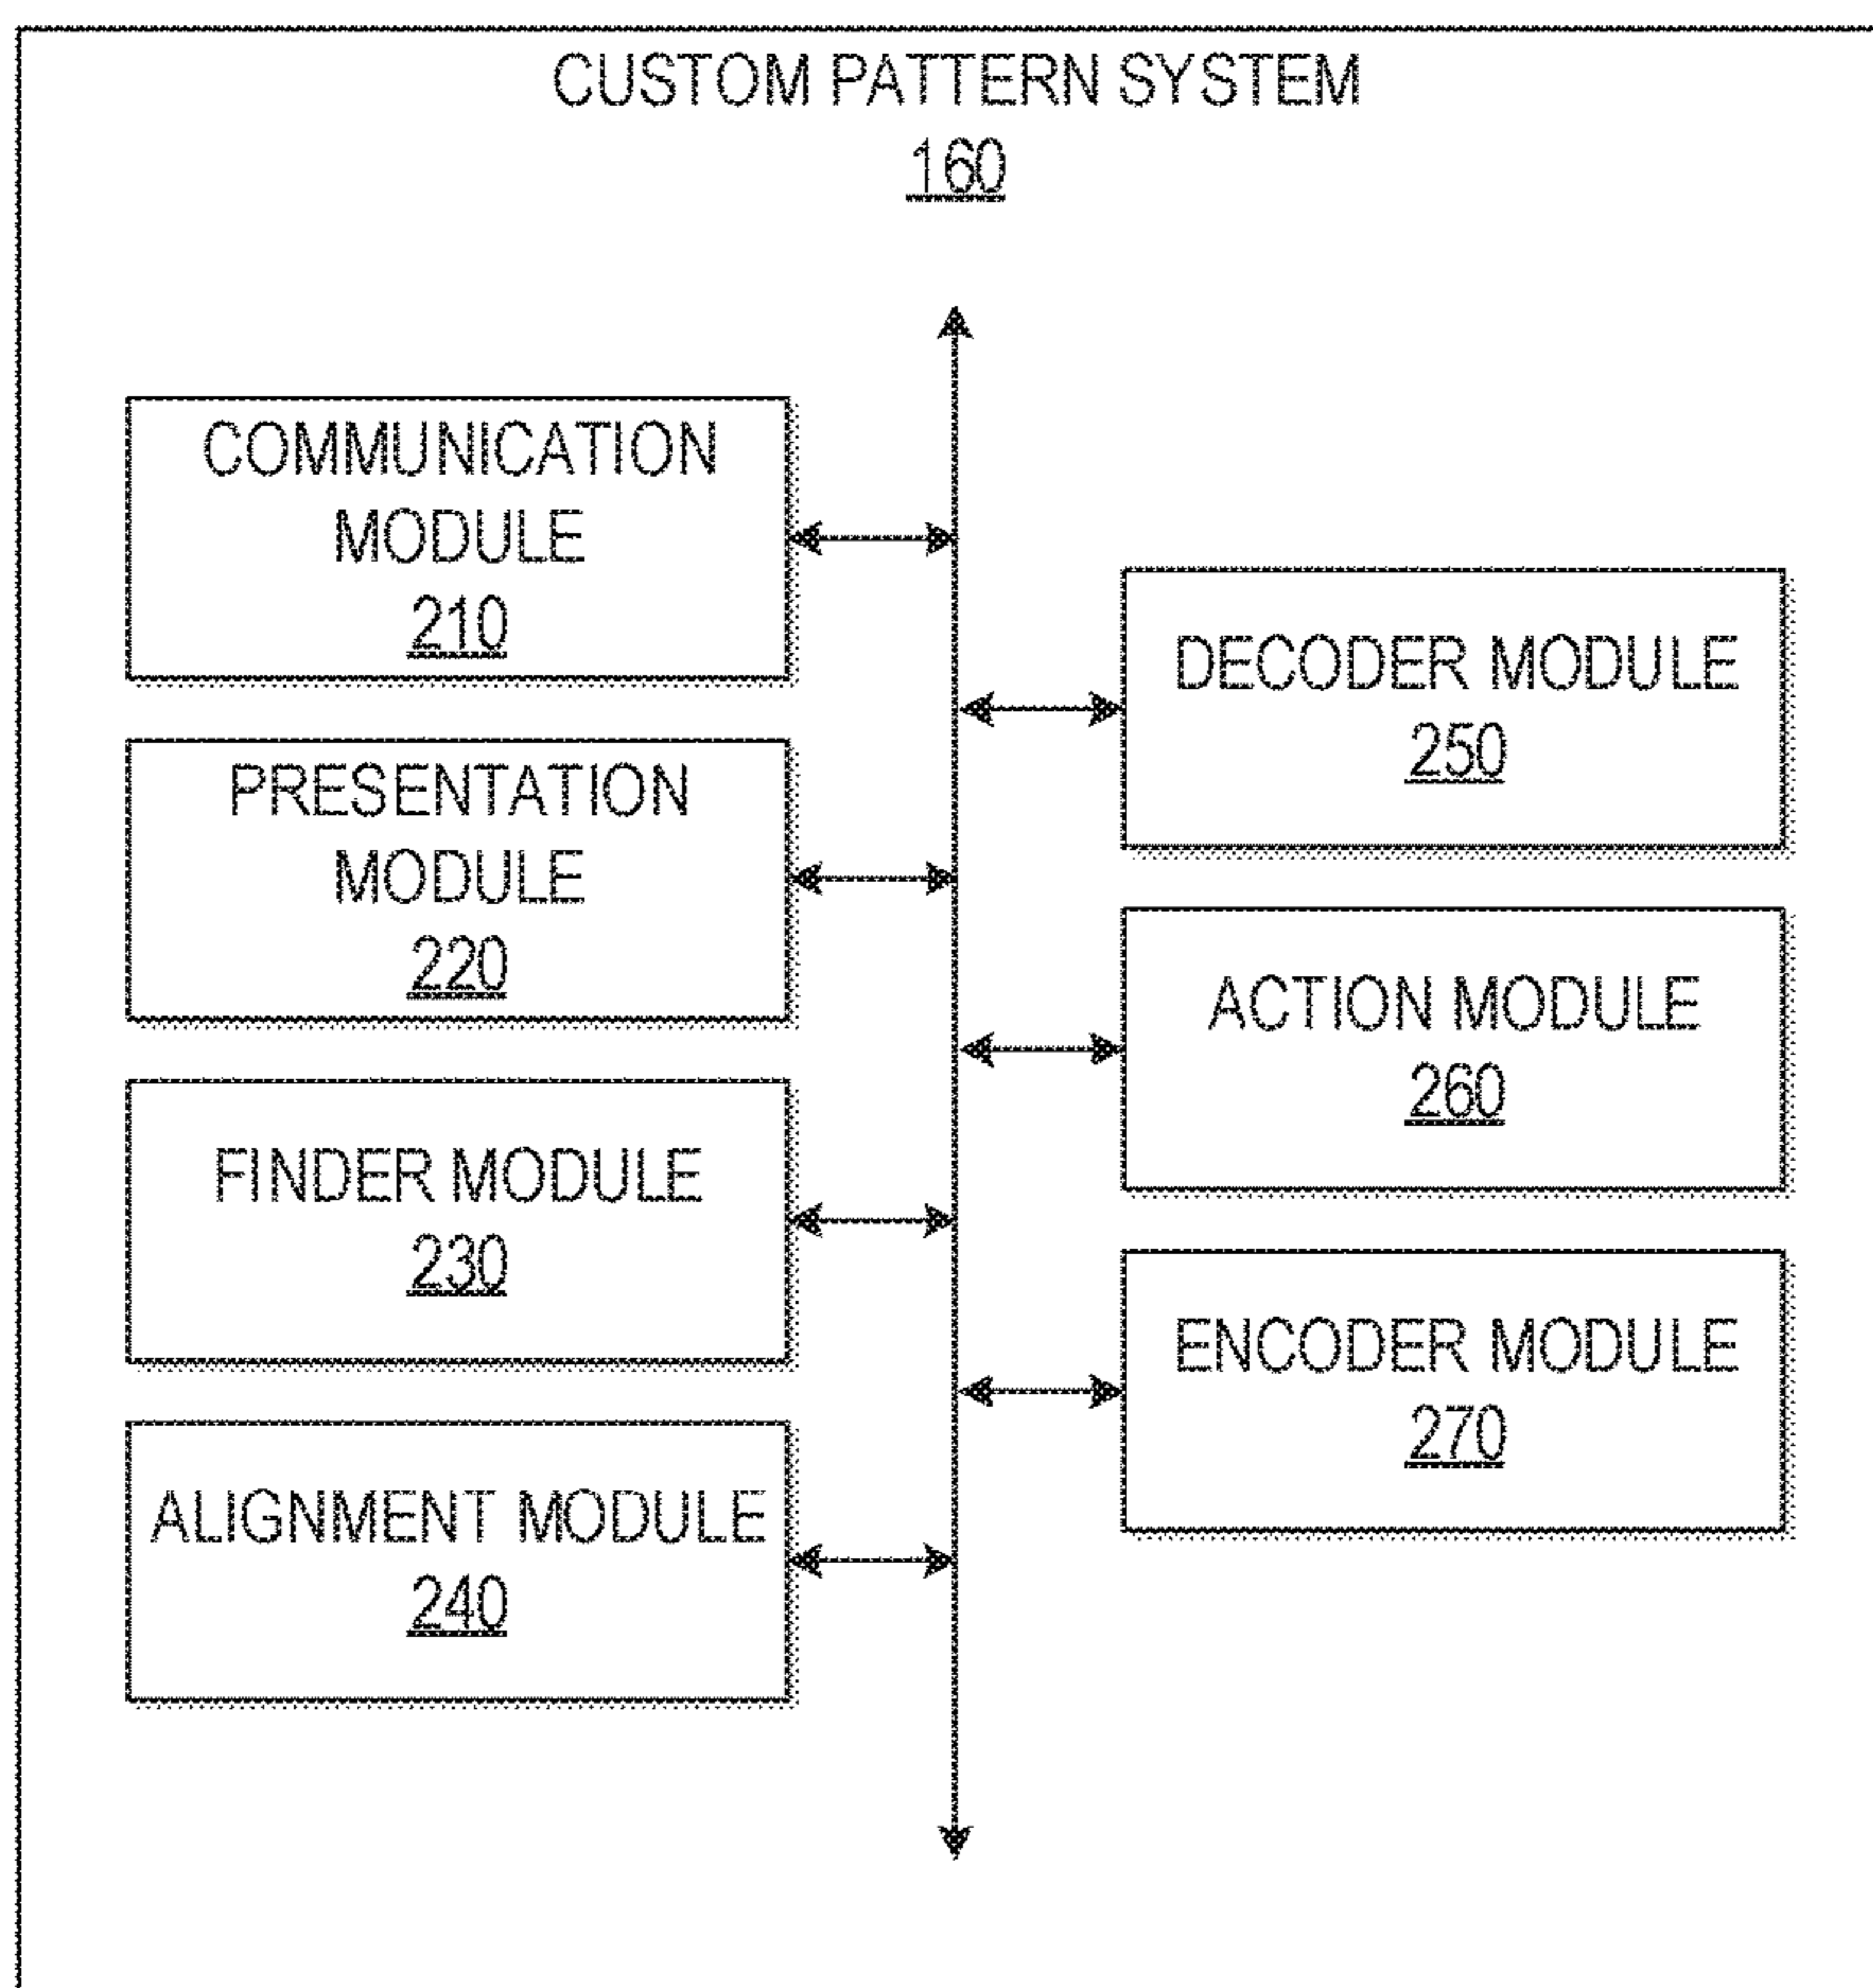 CUSTOM PATTERN SYSTEM
160
COMMUNICATION
MODULE
210
PRESENTATION
MODULE
220
FINDER MODULE
230
ALIGNMENT MODULE
240
DECODER MODULE
250
ACTION MODULE
260
ENCODER MODULE
270